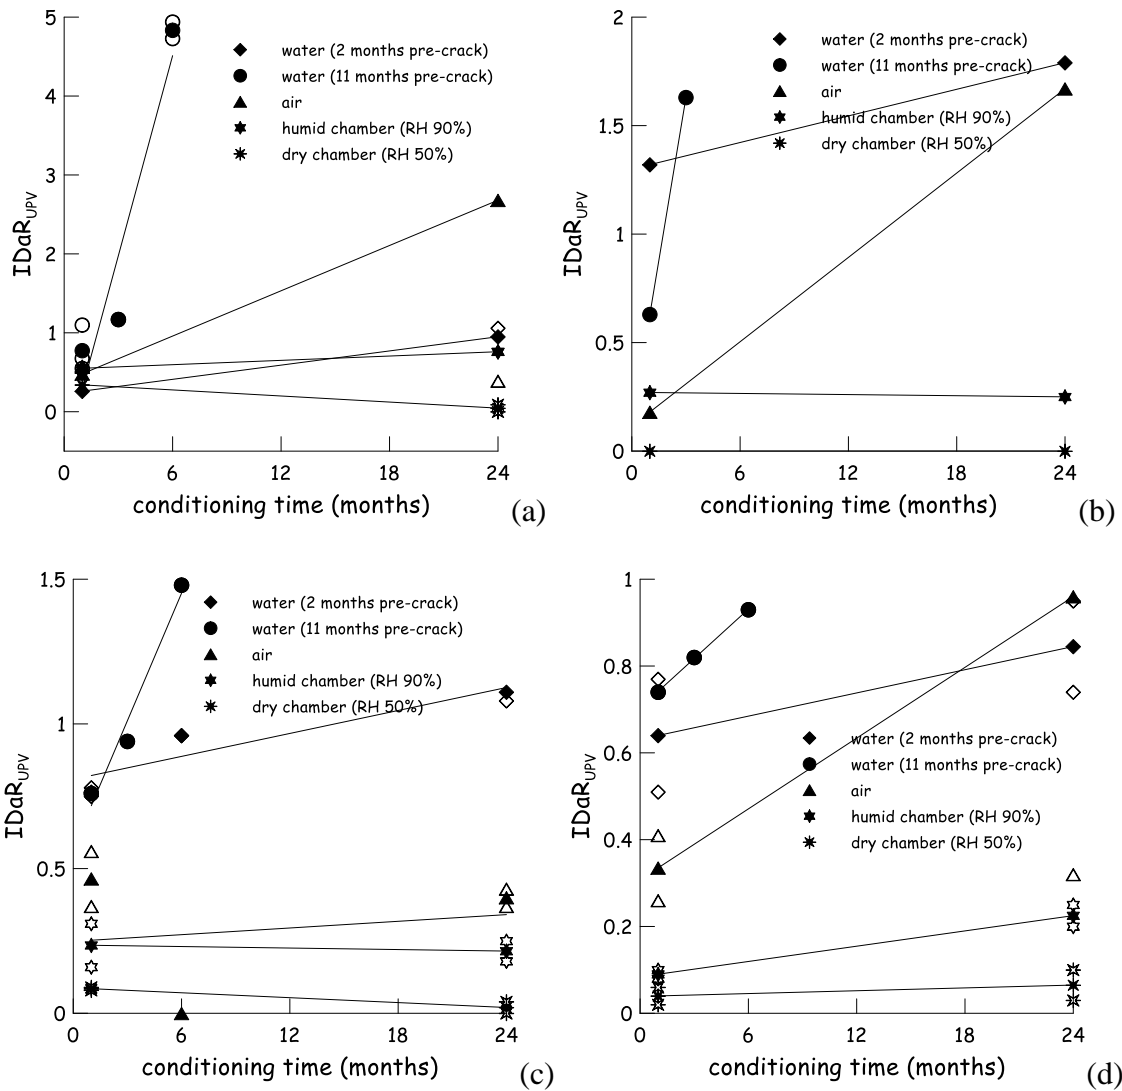 5
4
3
2
1
0
IDaR_UPV
water (2 months pre-crack)
water (11 months pre-crack)
air
humid chamber (RH 90%)
dry chamber (RH 50%)
0 6 12 18 24
conditioning time (months)
(a)
2
1.5
1
0.5
0
IDaR_UPV
water (2 months pre-crack)
water (11 months pre-crack)
air
humid chamber (RH 90%)
dry chamber (RH 50%)
0 6 12 18 24
conditioning time (months)
(b)
1.5
1
0.5
0
IDaR_UPV
water (2 months pre-crack)
water (11 months pre-crack)
air
humid chamber (RH 90%)
dry chamber (RH 50%)
0 6 12 18 24
conditioning time (months)
(c)
1
0.8
0.6
0.4
0.2
0
IDaR_UPV
water (2 months pre-crack)
water (11 months pre-crack)
air
humid chamber (RH 90%)
dry chamber (RH 50%)
0 6 12 18 24
conditioning time (months)
(d)